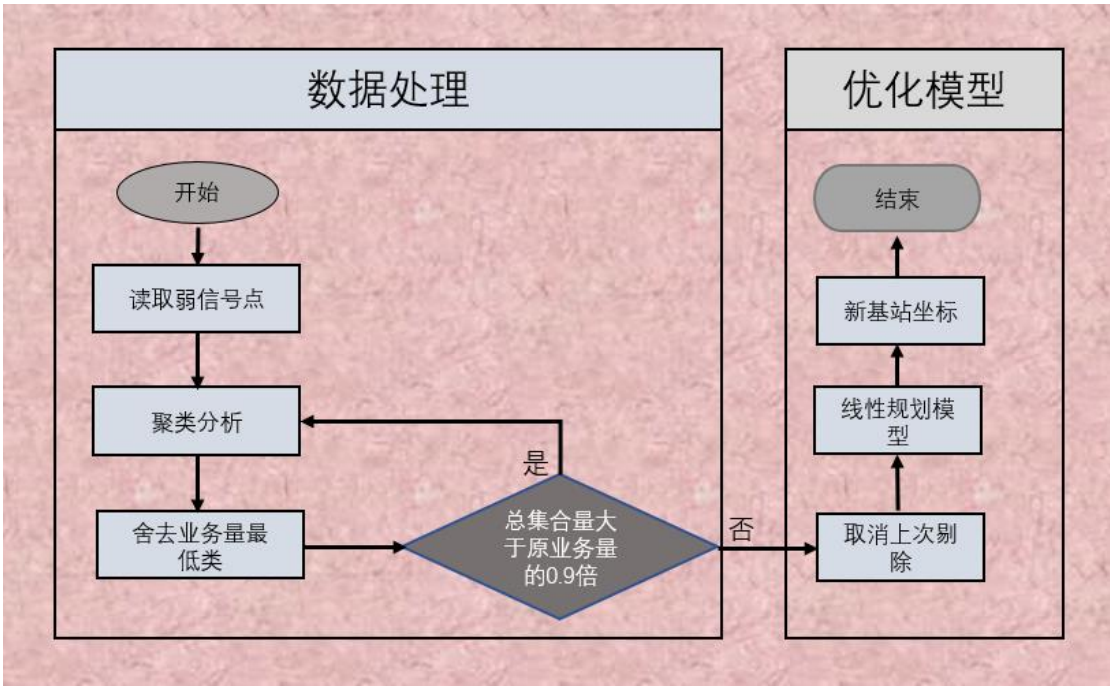 数据处理
优化模型
开始
读取弱信号点
聚类分析
舍去业务量最
低类
是
总集合量大
于原业务量
的0.9倍
否
取消上次剔
除
线性规划模
型
新基站坐标
结束